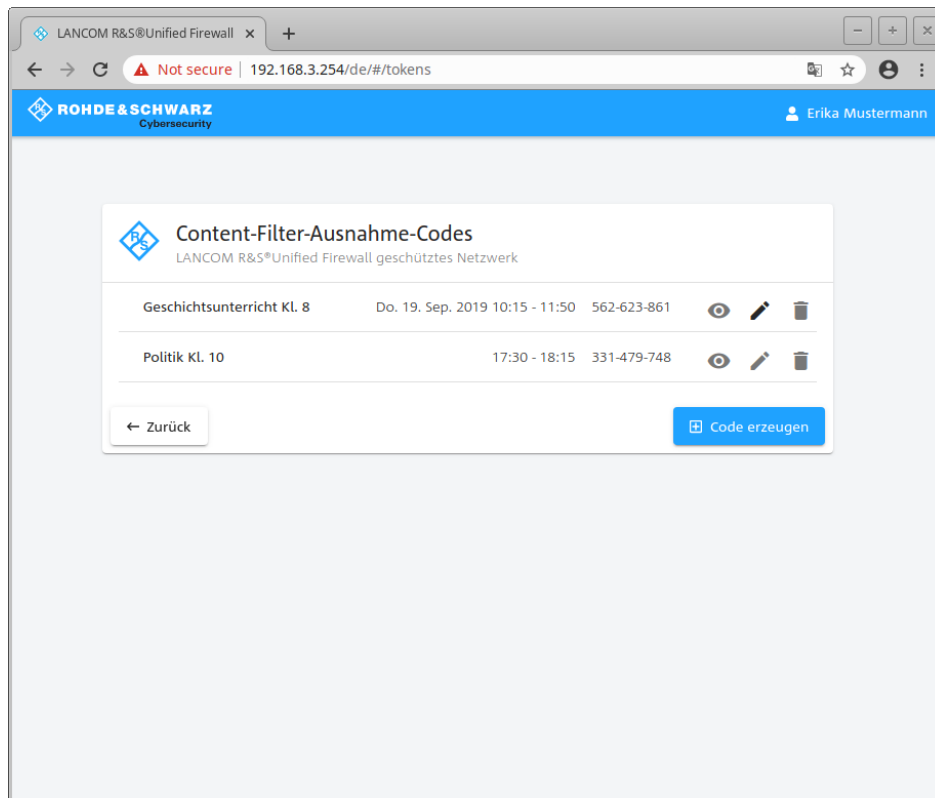 LANCOM R&S®Unified Firewall
Not secure | 192.168.3.254/de/#/tokens
ROHDE&SCHWARZ
Cybersecurity
Erika Mustermann
R/S
Content-Filter-Ausnahme-Codes
LANCOM R&S®Unified Firewall geschütztes Netzwerk
Geschichtsunterricht Kl. 8 Do. 19. Sep. 2019 10:15 - 11:50 562-623-861
Politik Kl. 10 17:30 - 18:15 331-479-748
← Zurück
Code erzeugen